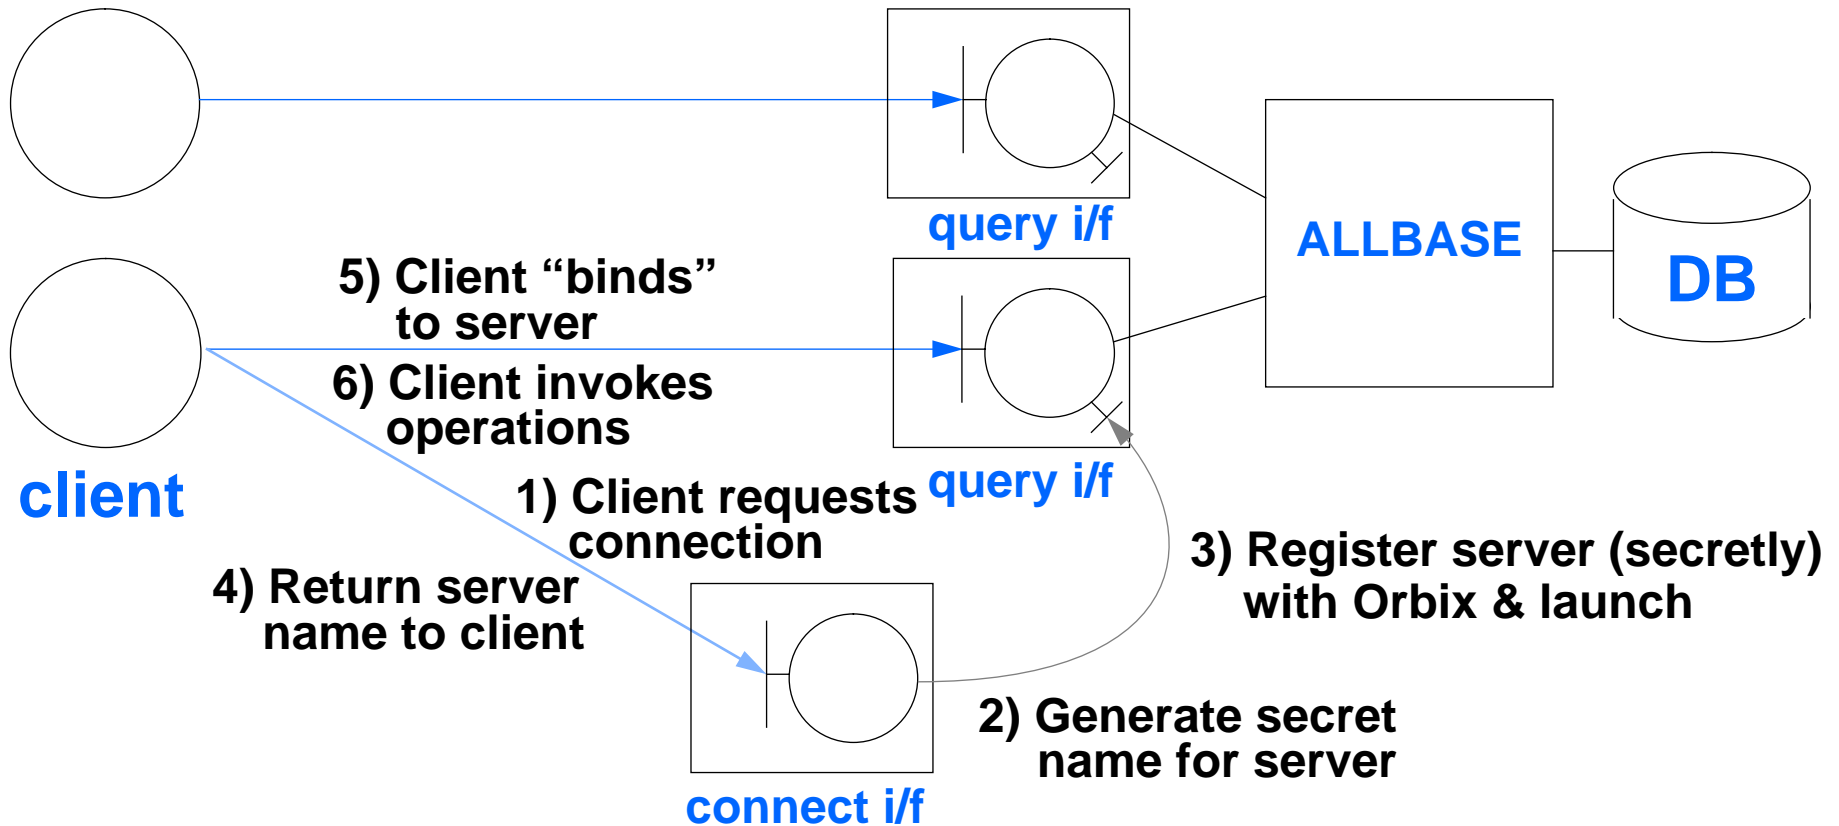 query i/f
ALLBASE
DB
5) Client “binds”
to server
6) Client invokes
operations
client
query i/f
1) Client requests
connection
3) Register server (secretly)
with Orbix & launch
4) Return server
name to client
2) Generate secret
name for server
connect i/f